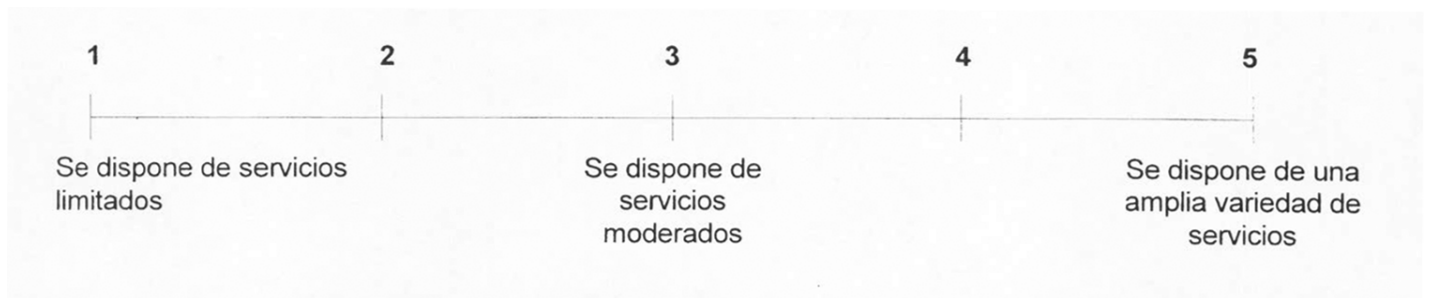 1 2 3 4 5
Se dispone de servicios
limitados
Se dispone de
servicios
moderados
Se dispone de una
amplia variedad de
servicios